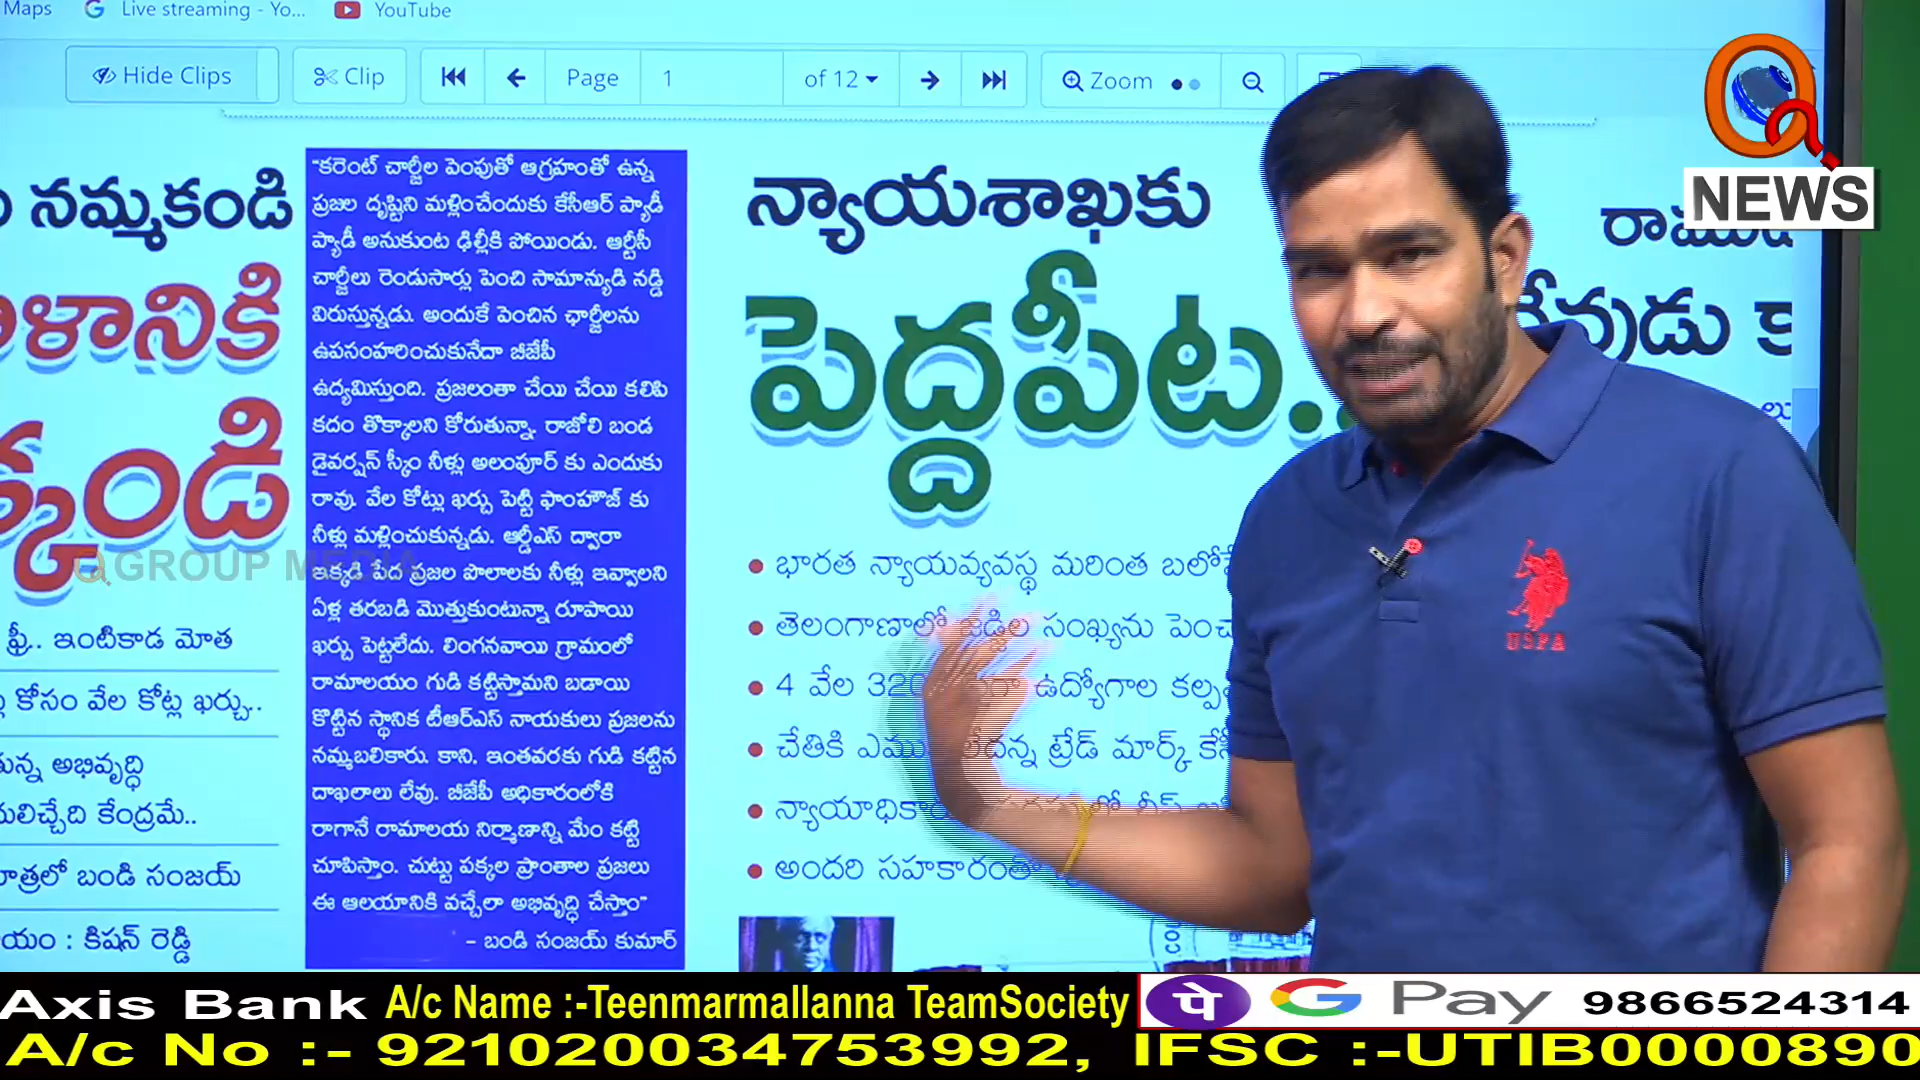 Maps
Live streaming - Yo...
YouTube
Hide Clips
Clip
Page 1 of 12
Zoom
NEWS
నమ్మకండి
ళానికి
క్కండి
ఫ్రీ.. ఇంటికాడ మోత
కోసం వేల కోట్ల ఖర్చు..
తున్న అభివృద్ధి
కేంద్రమే..
బండి సంజయ్
: కిషన్ రెడ్డి
“కరెంట్ చార్జీల పెంపుతో ఆగ్రహంతో ఉన్న
ప్రజల దృష్టిని మళ్లించేందుకు కేసీఆర్ ప్యాడీ
ప్యాడీ అనుకుంట ఢిల్లీకి పోయిండు. ఆర్టీసీ
చార్జీలు రెండుసార్లు పెంచి సామాన్యుడి నడ్డి
విరుస్తున్నడు. అందుకే పెంచిన ఛార్జీలను
ఉపసంహరించుకునేదా బీజేపీ
ఉద్యమిస్తుంది. ప్రజలంతా చేయి చేయి కలిపి
కదం తొక్కాలని కోరుతున్నా. రాజోలి బండ
డైవర్షన్ స్కీం నీళ్లు అలంపూర్ కు ఎందుకు
రావు. వేల కోట్లు ఖర్చు పెట్టి ఫాంహౌజ్ కు
నీళ్లు మళ్లించుకున్నడు. ఆర్డీఎస్ ద్వారా
ఇక్కడి పేద ప్రజల పొలాలకు నీళ్లు ఇవ్వాలని
ఏళ్ల తరబడి మొత్తుకుంటున్నా రూపాయి
ఖర్చు పెట్టలేదు. లింగనవాయి గ్రామంలో
రామాలయం గుడి కట్టిస్తామని బడాయి
కొట్టిన స్థానిక టీఆర్ఎస్ నాయకులు ప్రజలను
నమ్మబలికారు. కాని. ఇంతవరకు గుడి కట్టిన
దాఖలాలు లేవు. బీజేపీ అధికారంలోకి
రాగానే రామాలయ నిర్మాణాన్ని మేం కట్టి
చూపిస్తాం. చుట్టు పక్కల ప్రాంతాల ప్రజలు
ఈ ఆలయానికి వచ్చేలా అభివృద్ధి చేస్తాం”
- బండి సంజయ్ కుమార్
GROUP MEDIA
న్యాయశాఖకు
పెద్దపీట..
• భారత న్యాయవ్యవస్థ మరింత
• తెలంగాణాలో జడ్జిల సంఖ్యను
• 4 వేల ఉద్యోగాల
• చేతికి ట్రేడ్ మార్క్
• అందరి సహకారంతో
USPA
Axis Bank A/c Name :-Teenmarmallanna TeamSociety
A/c No :- 921020034753992, IFSC :-UTIB0000890
पे G Pay 9866524314